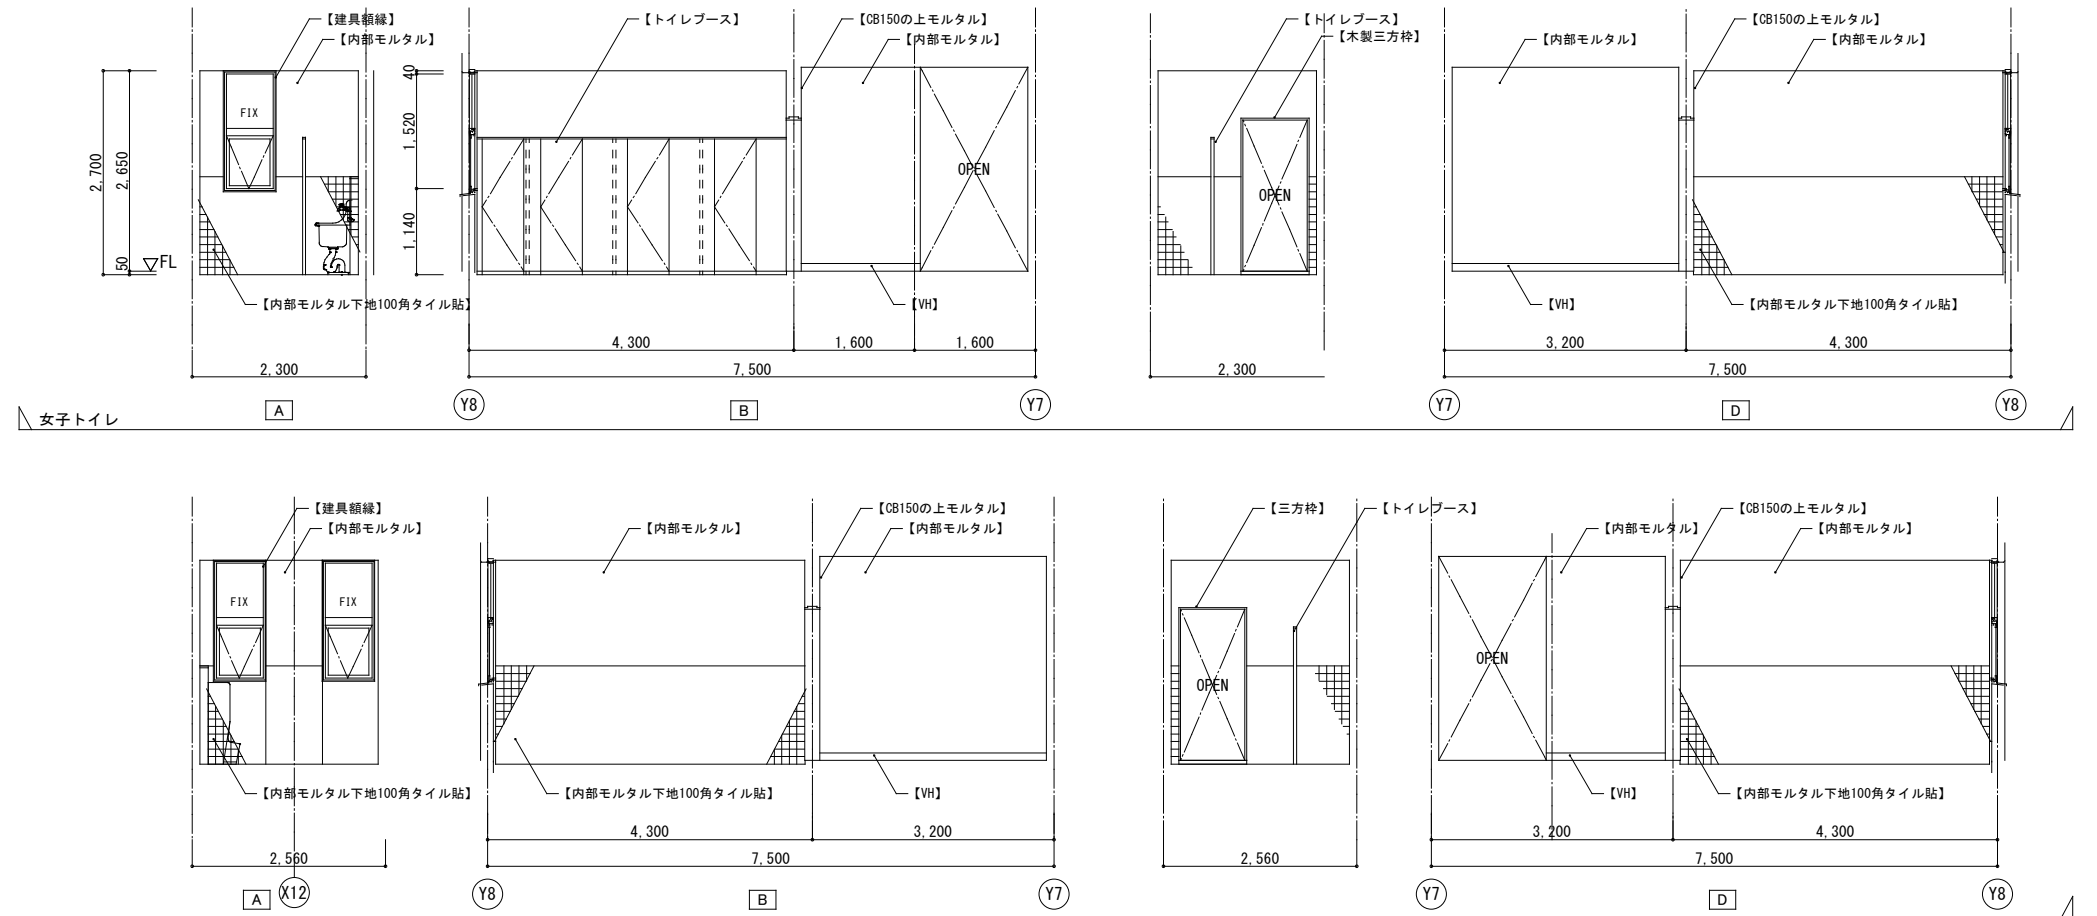 【建具額縁】
【内部モルタル】
【トイレブース】
【CB150の上モルタル】
【内部モルタル】
【トイレブース】
【木製三方枠】
【内部モルタル】
【CB150の上モルタル】
【内部モルタル】
FIX
2,700
2,650
50
FL
40
1,520
1,140
OPEN
OPEN
【内部モルタル下地100角タイル貼】
【VH】
【VH】
【内部モルタル下地100角タイル貼】
2,300
4,300
1,600
1,600
7,500
2,300
3,200
4,300
7,500
A
Y8
B
Y7
Y7
D
Y8
女子トイレ
【建具額縁】
【内部モルタル】
【内部モルタル】
【CB150の上モルタル】
【内部モルタル】
【三方枠】
【トイレブース】
【内部モルタル】
【CB150の上モルタル】
【内部モルタル】
FIX
FIX
OPEN
OPEN
【内部モルタル下地100角タイル貼】
【内部モルタル下地100角タイル貼】
【VH】
【VH】
【内部モルタル下地100角タイル貼】
2,560
4,300
3,200
7,500
2,560
3,200
4,300
7,500
A
X12
Y8
B
Y7
Y7
D
Y8